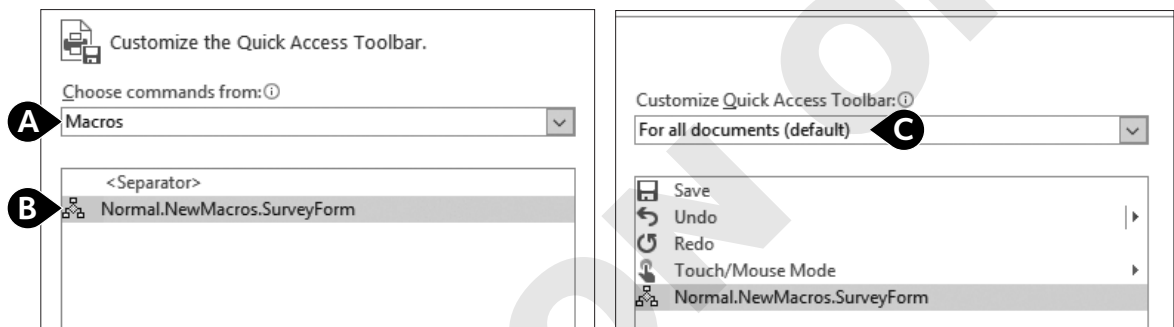 Customize the Quick Access Toolbar.
Choose commands from:
A Macros
<Separator>
B Normal.NewMacros.SurveyForm
Customize Quick Access Toolbar:
For all documents (default) C
Save
Undo
Redo
Touch/Mouse Mode
Normal.NewMacros.SurveyForm